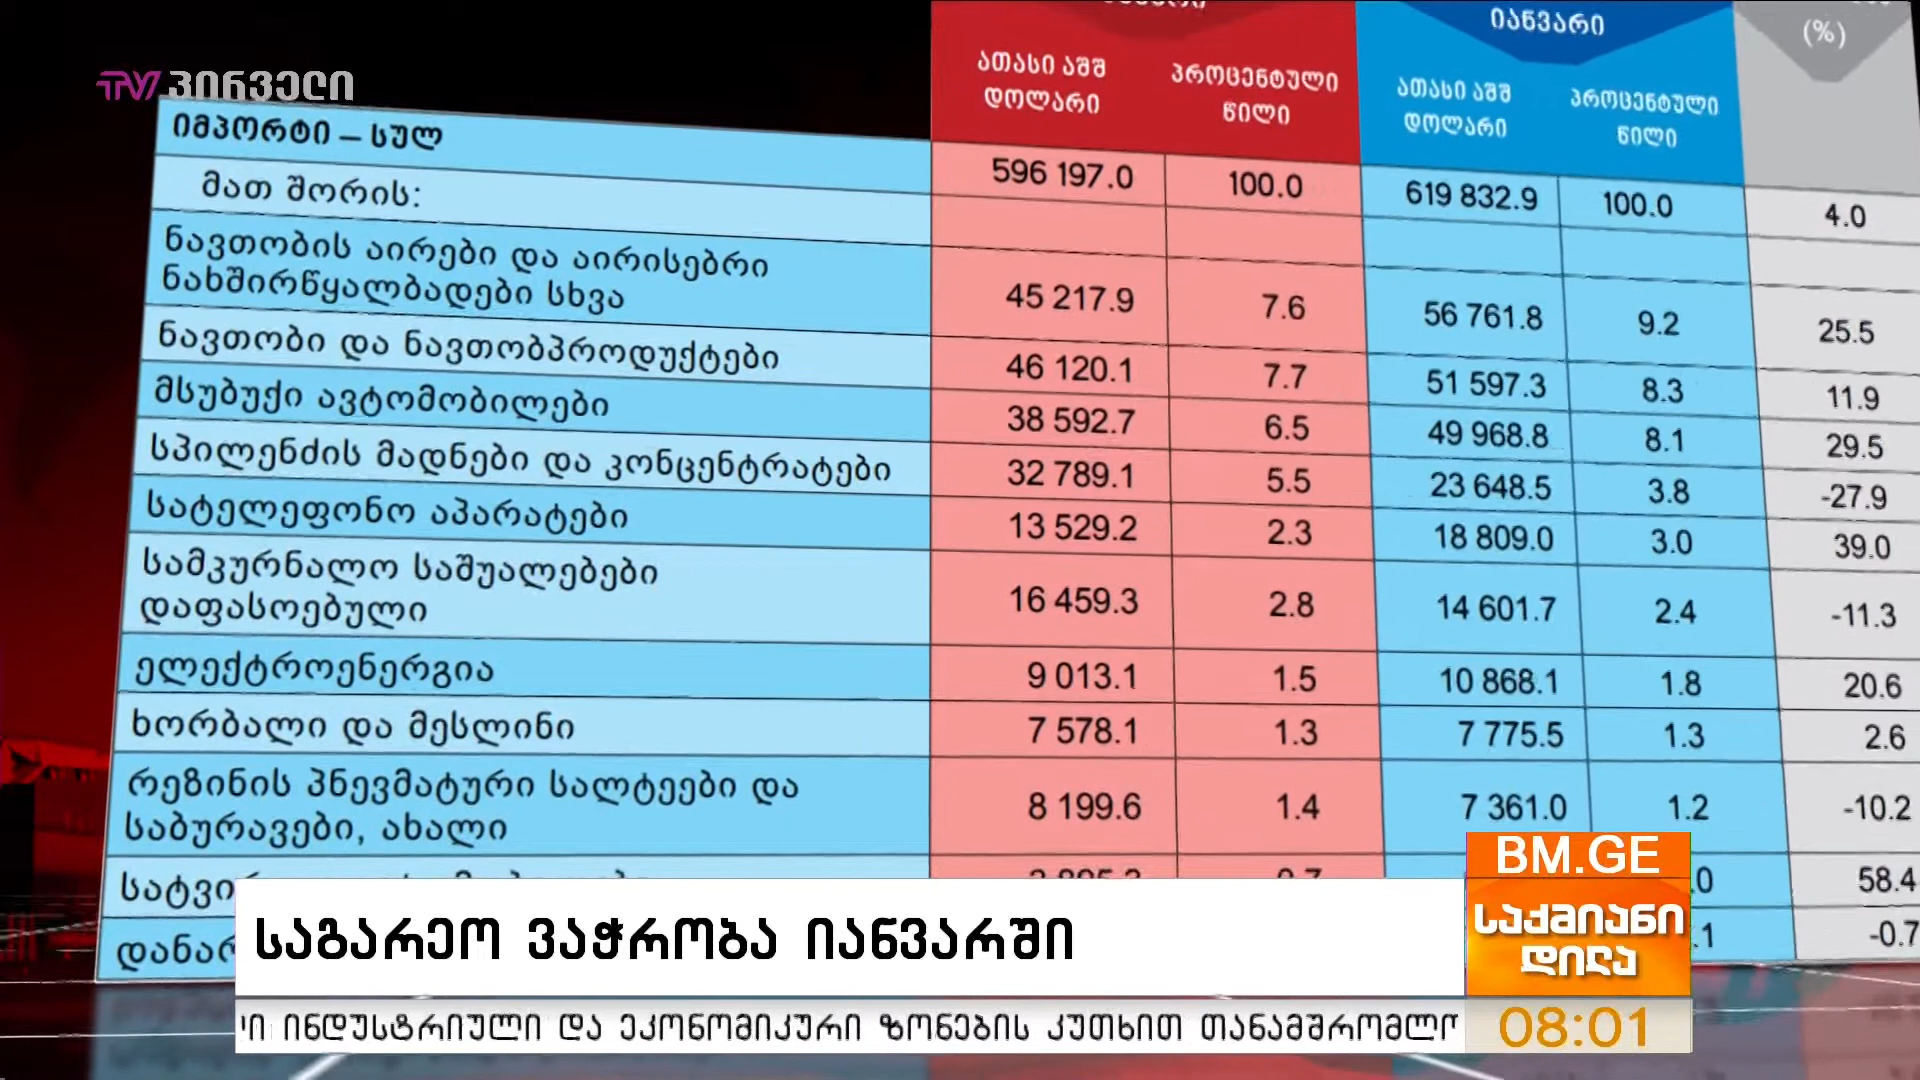 TV პირველი
იანვარი
(%)
ათასი აშშ დოლარი
პროცენტული წილი
ათასი აშშ დოლარი
პროცენტული წილი
იმპორტი – სულ 596 197.0 100.0 619 832.9 100.0 4.0
მათ შორის:
ნავთობის აირები და აირისებრი
ნახშირწყალბადები სხვა 45 217.9 7.6 56 761.8 9.2 25.5
ნავთობი და ნავთობპროდუქტები 46 120.1 7.7 51 597.3 8.3 11.9
მსუბუქი ავტომობილები 38 592.7 6.5 49 968.8 8.1 29.5
სპილენძის მადნები და კონცენტრატები 32 789.1 5.5 23 648.5 3.8 -27.9
სატელეფონო აპარატები 13 529.2 2.3 18 809.0 3.0 39.0
სამკურნალო საშუალებები
დაფასოებული 16 459.3 2.8 14 601.7 2.4 -11.3
ელექტროენერგია 9 013.1 1.5 10 868.1 1.8 20.6
ხორბალი და მესლინი 7 578.1 1.3 7 775.5 1.3 2.6
რეზინის პნევმატური სალტეები და
საბურავები, ახალი 8 199.6 1.4 7 361.0 1.2 -10.2
58.4
-0.7
BM.GE
საქმიანი
დილა
საგარეო ვაჭრობა იანვარში
ინდუსტრიული და ეკონომიკური ზონების კუთხით
08:01